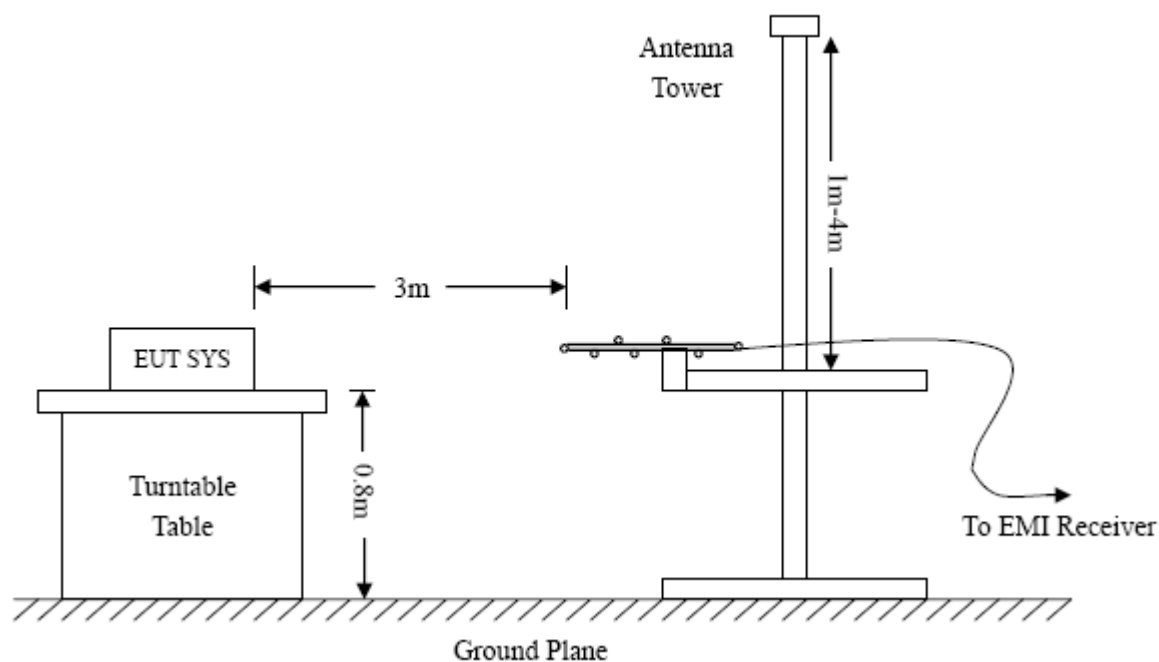 Antenna
Tower
1m-4m
3m
EUT SYS
Turntable
Table
0.8m
To EMI Receiver
Ground Plane